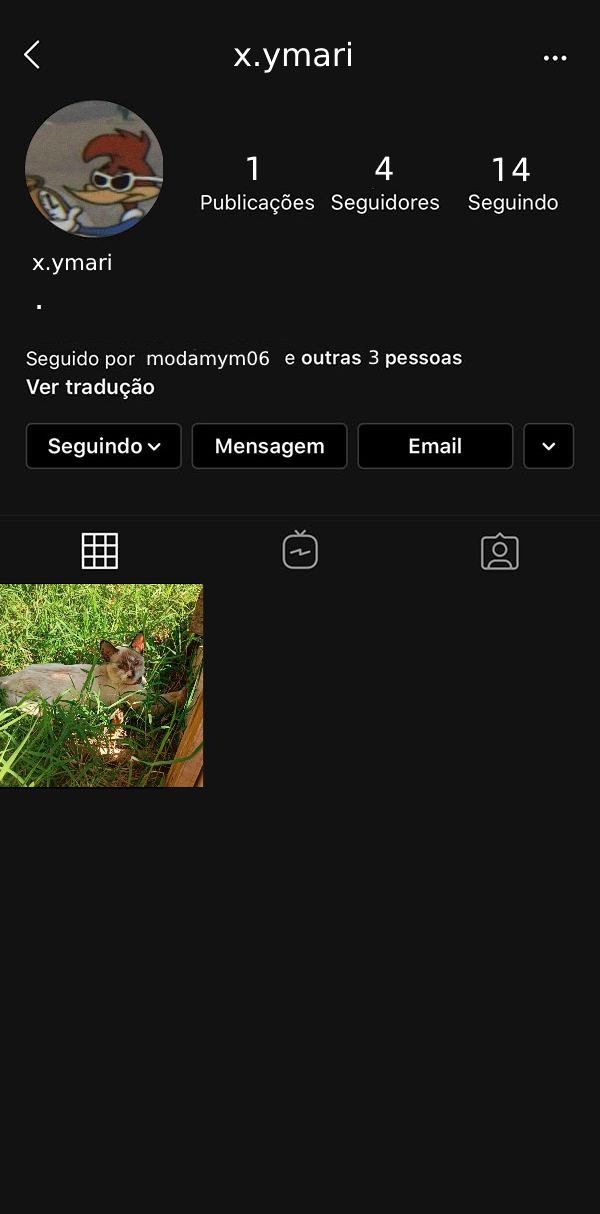 x.ymari
1 4 14
Publicações Seguidores Seguindo
x.ymari
.
Seguido por modamym06 e outras 3 pessoas
Ver tradução
Seguindo Mensagem Email